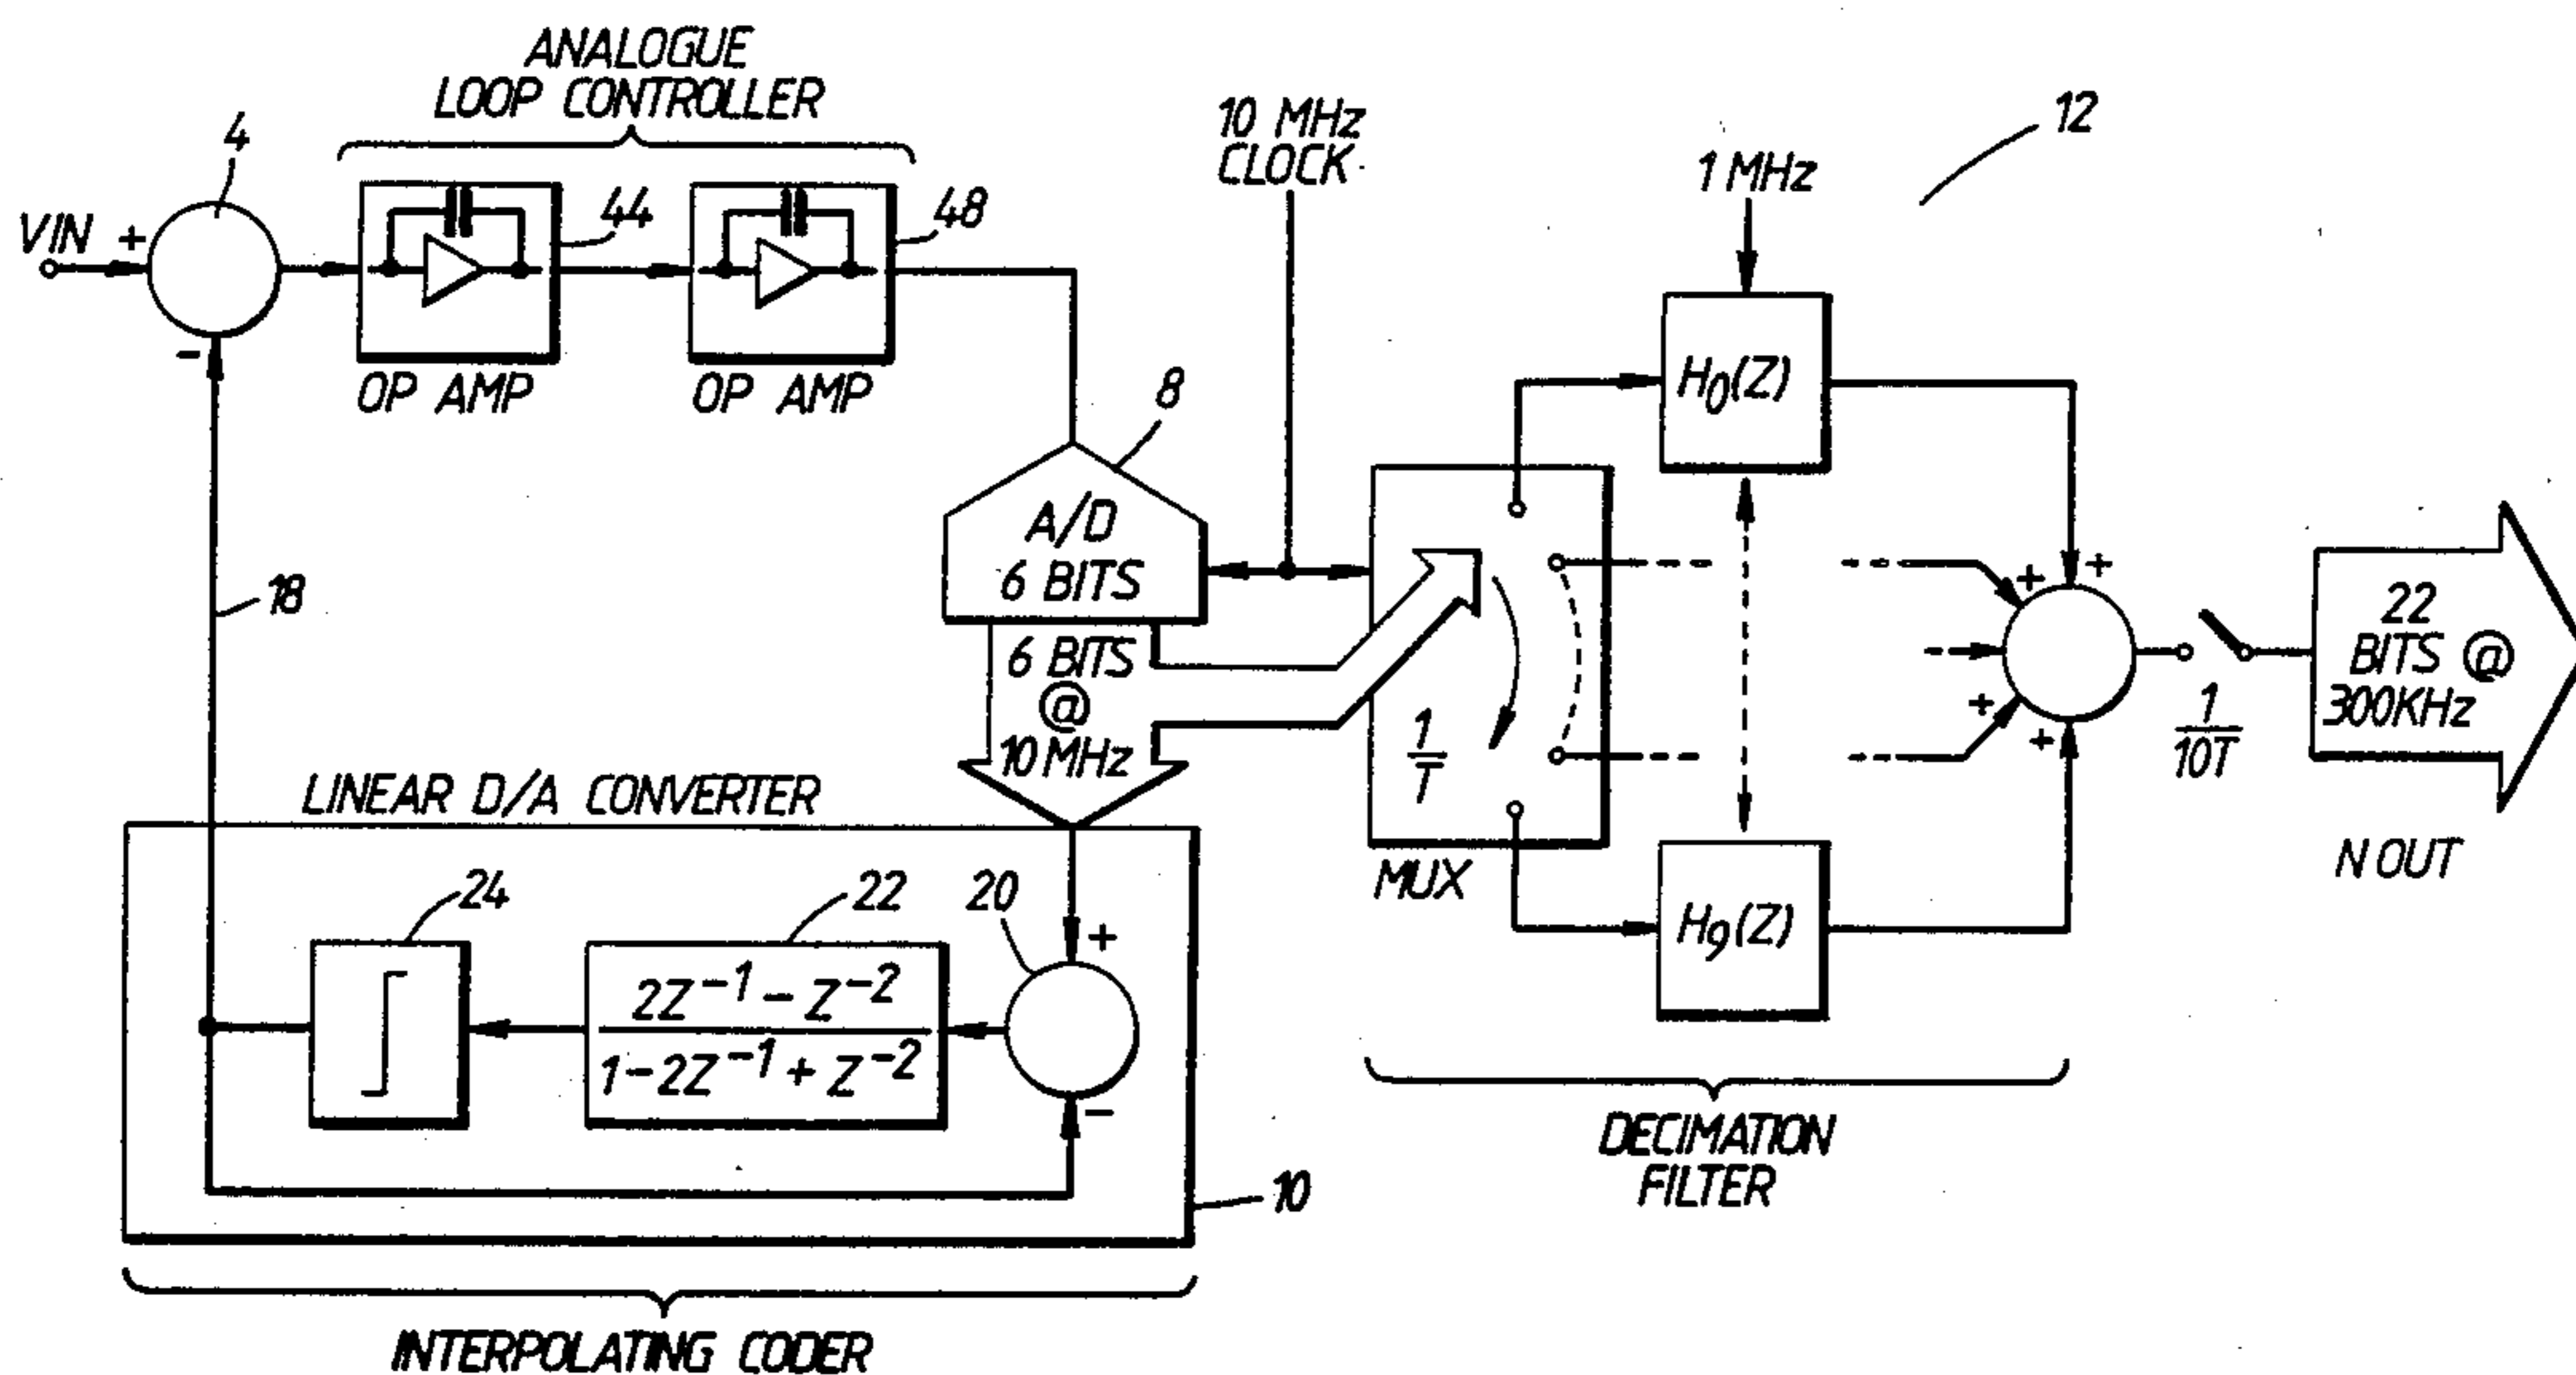 ANALOGUE
LOOP CONTROLLER
4
VIN
+
-
44
48
OP AMP
OP AMP
10 MHz
CLOCK
1 MHz
12
H0(Z)
8
A/D
6 BITS
18
6 BITS
@
10 MHz
1
T
MUX
+
+
+
+
1
10T
22
BITS @
300KHz
N OUT
H9(Z)
LINEAR D/A CONVERTER
24
22
20
+
2Z⁻¹ - Z⁻²
1-2Z⁻¹ + Z⁻²
-
10
DECIMATION
FILTER
INTERPOLATING CODER